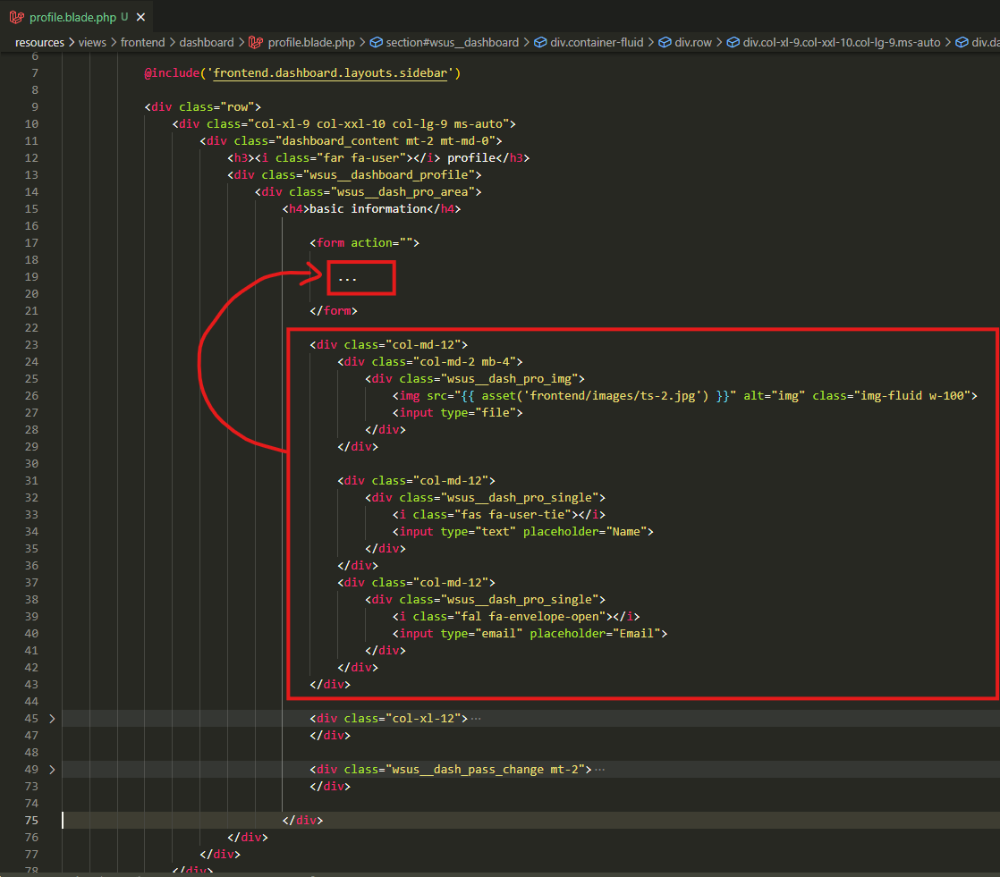 profile.blade.php U ×
resources > views > frontend > dashboard > profile.blade.php > section#wsus__dashboard > div.container-fluid > div.row > div.col-xl-9.col-xxl-10.col-lg-9.ms-auto > div.da
6
7 @include('frontend.dashboard.layouts.sidebar')
8
9 <div class="row">
10 <div class="col-xl-9 col-xxl-10 col-lg-9 ms-auto">
11 <div class="dashboard_content mt-2 mt-md-0">
12 <h3><i class="far fa-user"></i> profile</h3>
13 <div class="wsus__dashboard_profile">
14 <div class="wsus__dash_pro_area">
15 <h4>basic information</h4>
16
17 <form action="">
18
19 ...
20
21 </form>
22
23 <div class="col-md-12">
24 <div class="col-md-2 mb-4">
25 <div class="wsus__dash_pro_img">
26 <img src="{{ asset('frontend/images/ts-2.jpg') }}" alt="img" class="img-fluid w-100">
27 <input type="file">
28 </div>
29 </div>
30
31 <div class="col-md-12">
32 <div class="wsus__dash_pro_single">
33 <i class="fas fa-user-tie"></i>
34 <input type="text" placeholder="Name">
35 </div>
36 </div>
37 <div class="col-md-12">
38 <div class="wsus__dash_pro_single">
39 <i class="fal fa-envelope-open"></i>
40 <input type="email" placeholder="Email">
41 </div>
42 </div>
43 </div>
44
45 > <div class="col-xl-12">···
47 </div>
48
49 > <div class="wsus__dash_pass_change mt-2">···
73 </div>
74
75 </div>
76 </div>
77 </div>
78 </div>